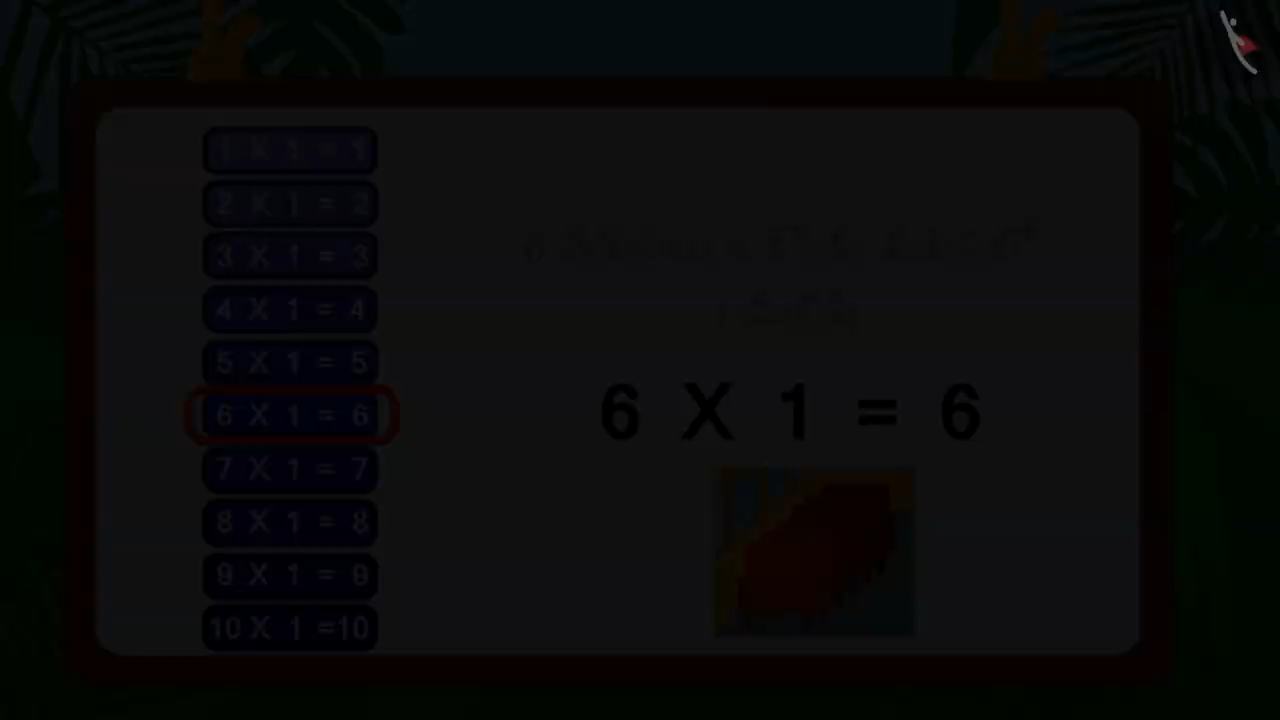 1 X 1 = 1
2 X 1 = 2
3 X 1 = 3
4 X 1 = 4
5 X 1 = 5
6 X 1 = 6
7 X 1 = 7
8 X 1 = 8
9 X 1 = 9
10 X 1 =10
6 X 1 = 6